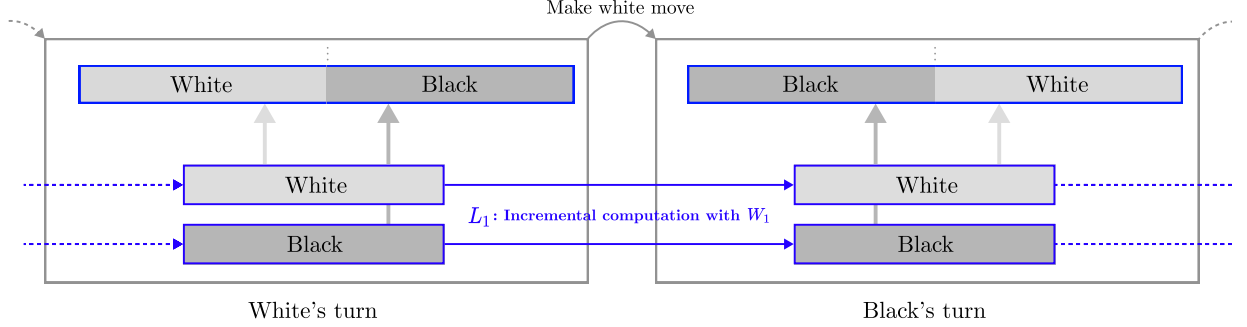 Make white move
White Black
Black White
White
White
L₁: Incremental computation with W₁
Black
Black
White's turn
Black's turn